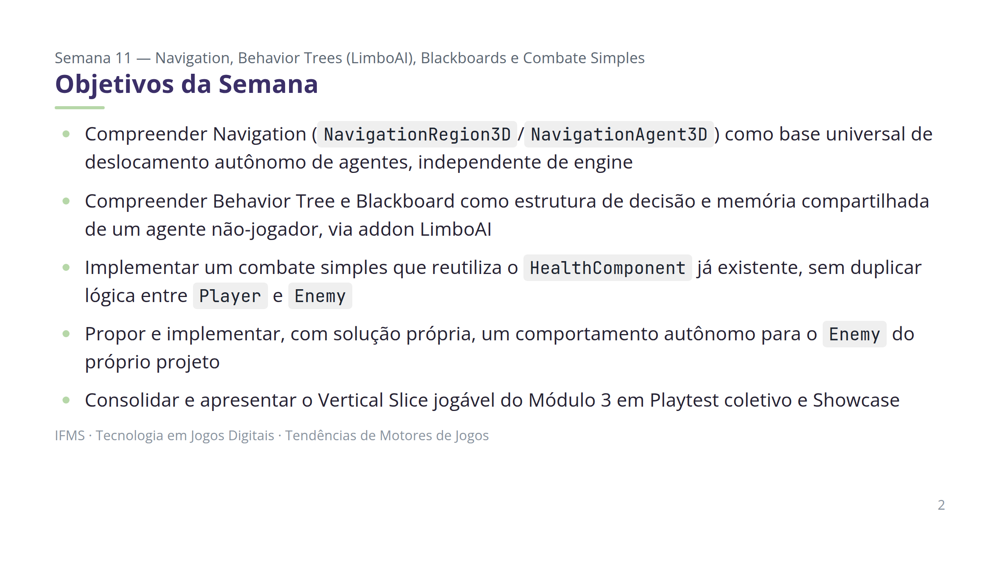 Semana 11 — Navigation, Behavior Trees (LimboAI), Blackboards e Combate Simples
Objetivos da Semana
Compreender Navigation (NavigationRegion3D/NavigationAgent3D) como base universal de
deslocamento autônomo de agentes, independente de engine
Compreender Behavior Tree e Blackboard como estrutura de decisão e memória compartilhada
de um agente não-jogador, via addon LimboAI
Implementar um combate simples que reutiliza o HealthComponent já existente, sem duplicar
lógica entre Player e Enemy
Propor e implementar, com solução própria, um comportamento autônomo para o Enemy do
próprio projeto
Consolidar e apresentar o Vertical Slice jogável do Módulo 3 em Playtest coletivo e Showcase
IFMS · Tecnologia em Jogos Digitais · Tendências de Motores de Jogos
2